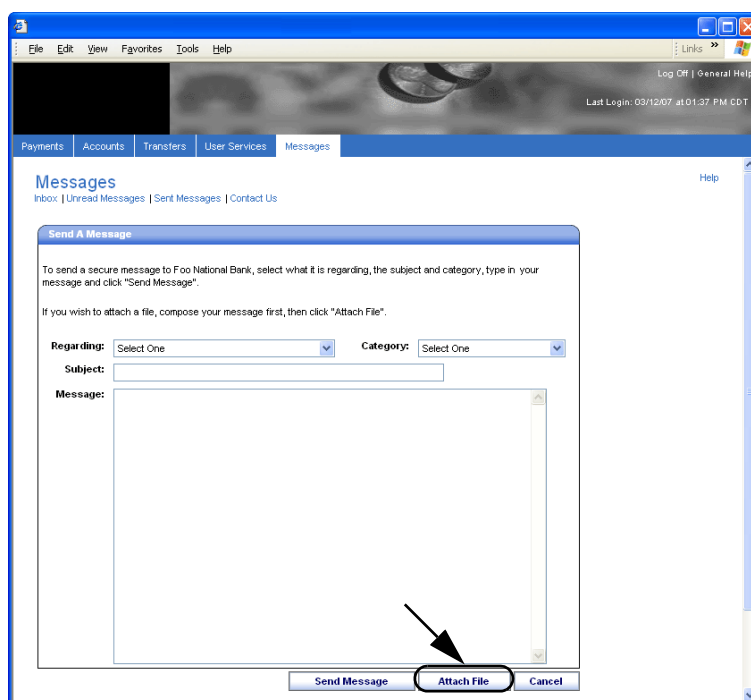 File Edit View Favorites Tools Help Links »
Log Off | General Help
Last Login: 03/12/07 at 01:37 PM CDT
Payments Accounts Transfers User Services Messages
Messages Help
Inbox | Unread Messages | Sent Messages | Contact Us
Send A Message
To send a secure message to Foo National Bank, select what it is regarding, the subject and category, type in your
message and click "Send Message".
If you wish to attach a file, compose your message first, then click "Attach File".
Regarding: Select One Category: Select One
Subject:
Message:
Send Message Attach File Cancel